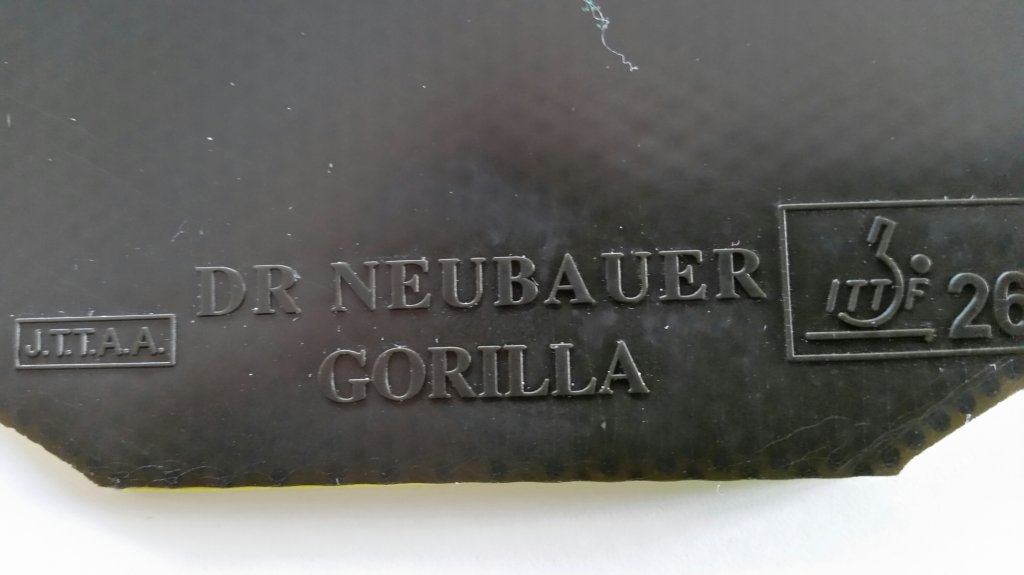 DR NEUBAUER
GORILLA
J.T.T.A.A.
ITTF 26